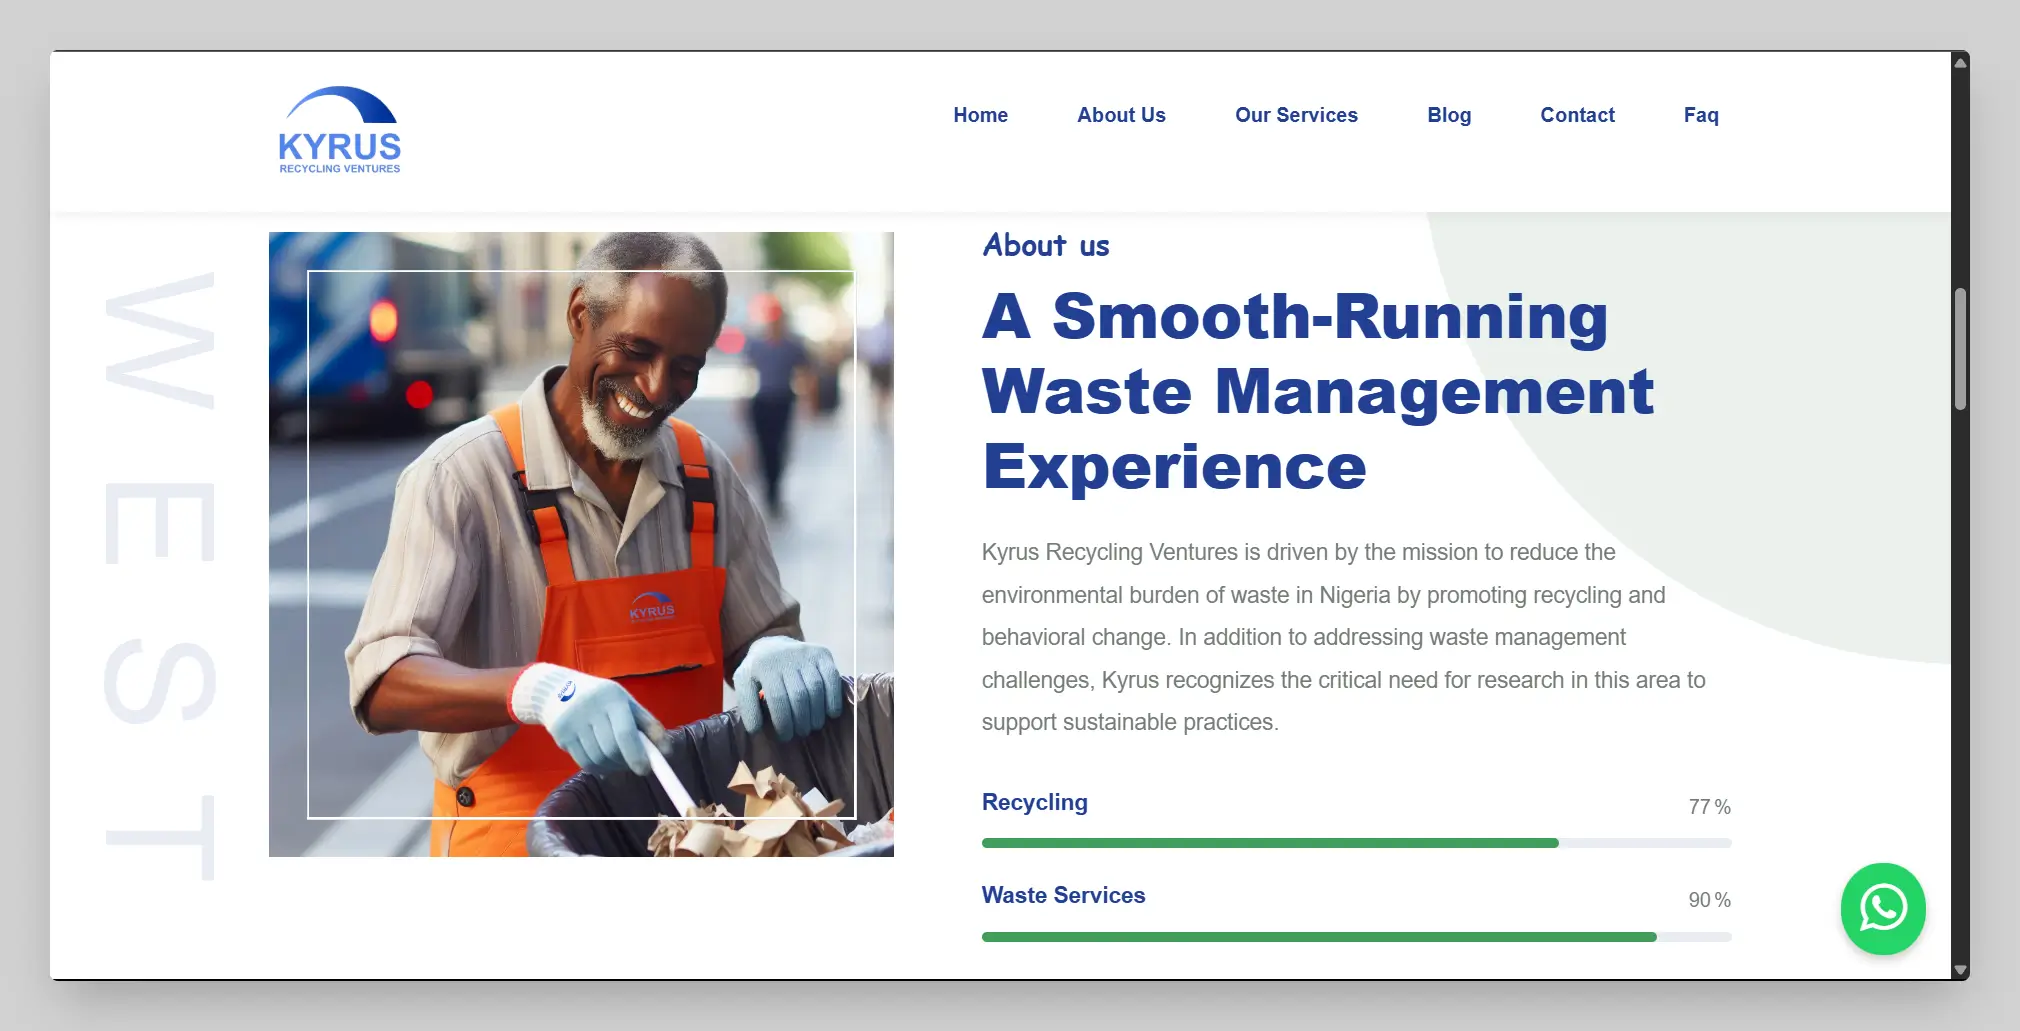 KYRUS
RECYCLING VENTURES
Home
About Us
Our Services
Blog
Contact
Faq
WEST
KYRUS
About us
A Smooth-Running
Waste Management
Experience
Kyrus Recycling Ventures is driven by the mission to reduce the
environmental burden of waste in Nigeria by promoting recycling and
behavioral change. In addition to addressing waste management
challenges, Kyrus recognizes the critical need for research in this area to
support sustainable practices.
Recycling
77 %
Waste Services
90 %